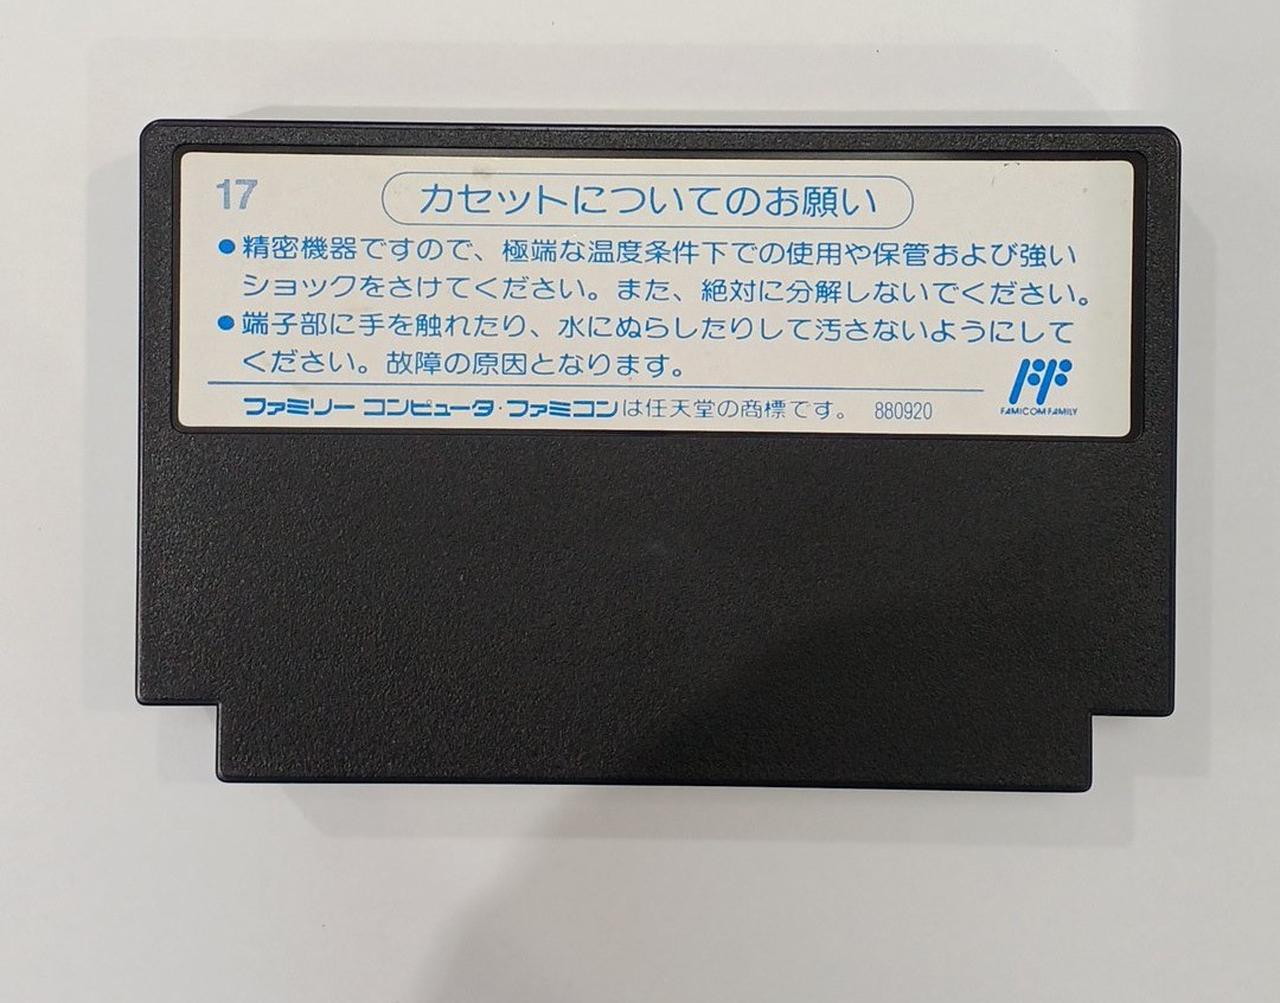 17
カセットについてのお願い
●精密機器ですので、極端な温度条件下での使用や保管および強い
ショックをさけてください。また、絶対に分解しないでください。
●端子部に手を触れたり、水にぬらしたりして汚さないようにして
ください。故障の原因となります。
ファミリーコンピュータ・ファミコンは任天堂の商標です。 880920
FF
FAMICOM FAMILY